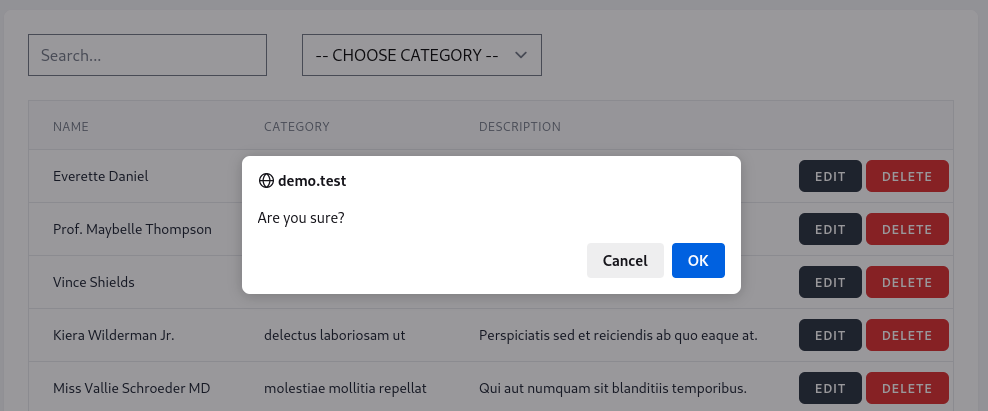 Search...
-- CHOOSE CATEGORY --
NAME CATEGORY DESCRIPTION
Everette Daniel EDIT DELETE
demo.test
Are you sure?
Cancel OK
Prof. Maybelle Thompson EDIT DELETE
Vince Shields EDIT DELETE
Kiera Wilderman Jr. delectus laboriosam ut Perspiciatis sed et reiciendis ab quo eaque at. EDIT DELETE
Miss Vallie Schroeder MD molestiae mollitia repellat Qui aut numquam sit blanditiis temporibus. EDIT DELETE